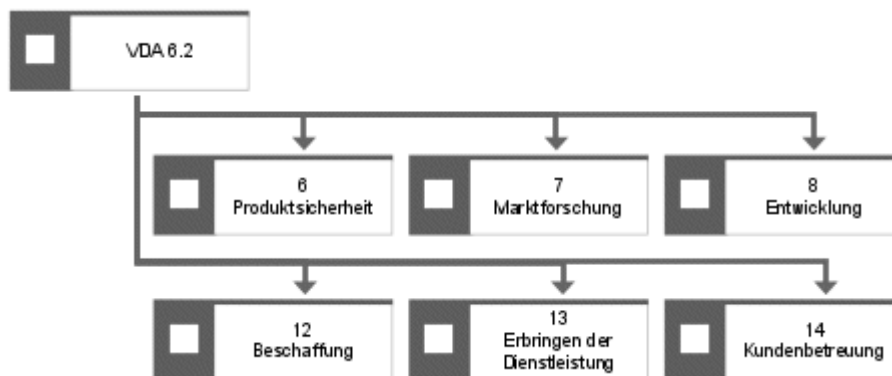 VDA 6.2
6
Produktsicherheit
7
Marktforschung
8
Entwicklung
12
Beschaffung
13
Erbringen der
Dienstleistung
14
Kundenbetreuung